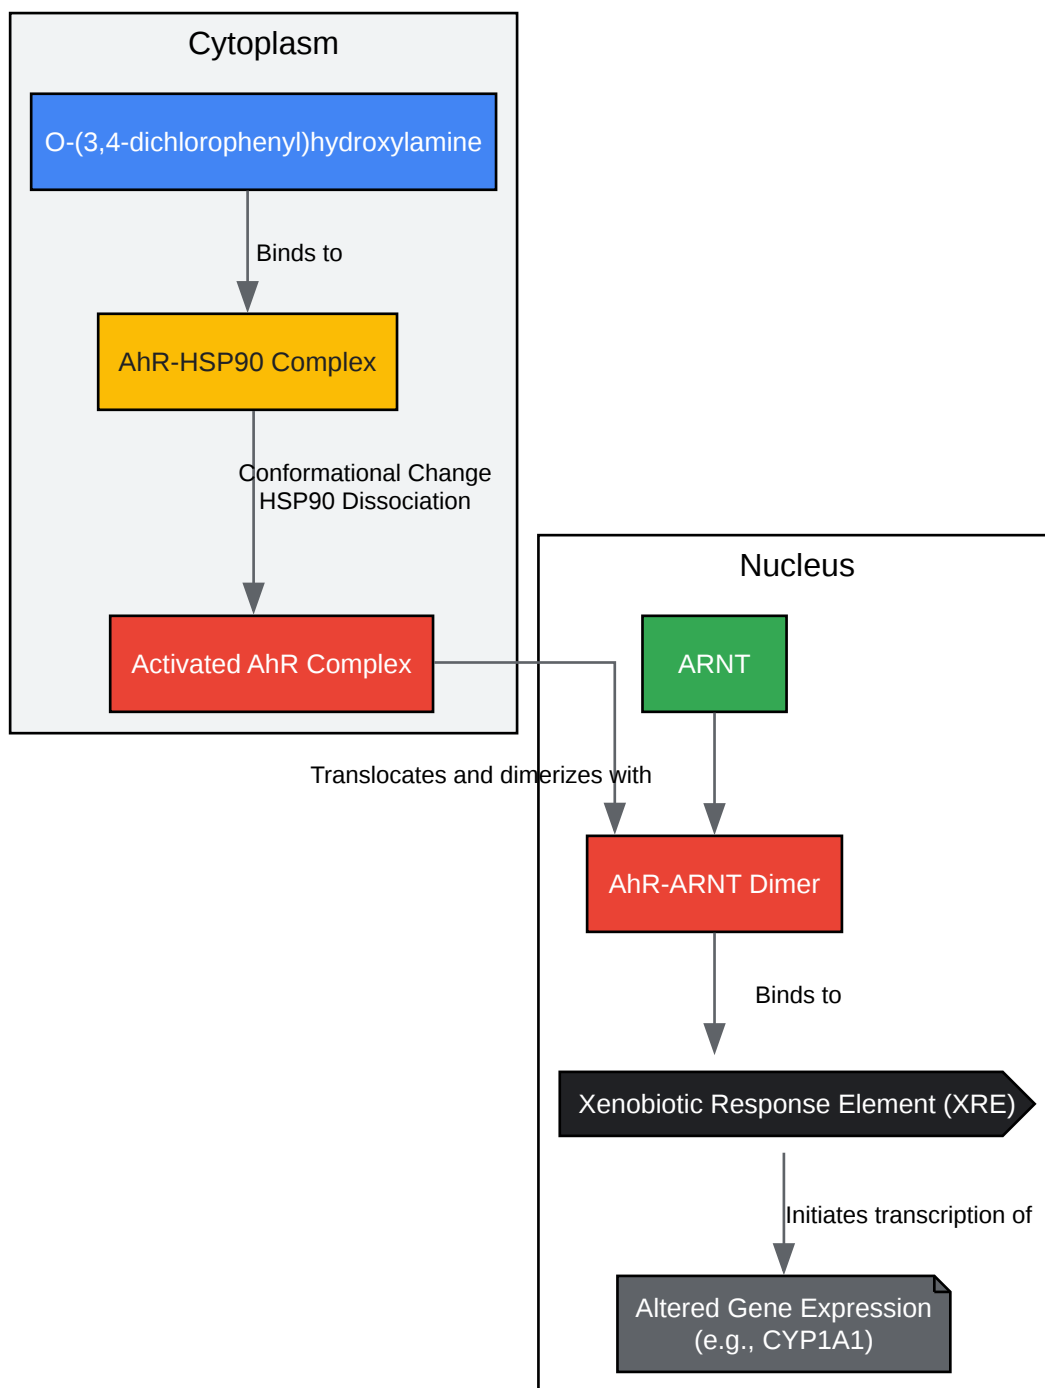 Cytoplasm
O-(3,4-dichlorophenyl)hydroxylamine
Binds to
AhR-HSP90 Complex
Conformational Change
HSP90 Dissociation
Activated AhR Complex
Nucleus
ARNT
Translocates and dimerizes with
AhR-ARNT Dimer
Binds to
Xenobiotic Response Element (XRE)
Initiates transcription of
Altered Gene Expression
(e.g., CYP1A1)